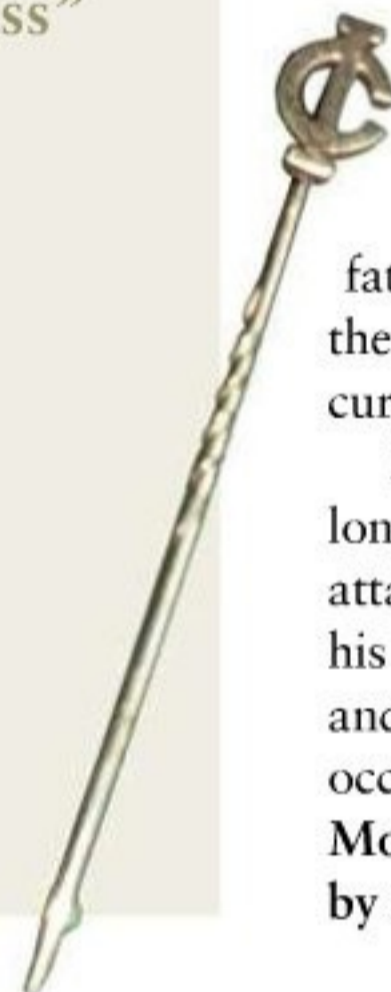 ss”
fat
the
cur
lon
atta
his
and
occ
Mo
by